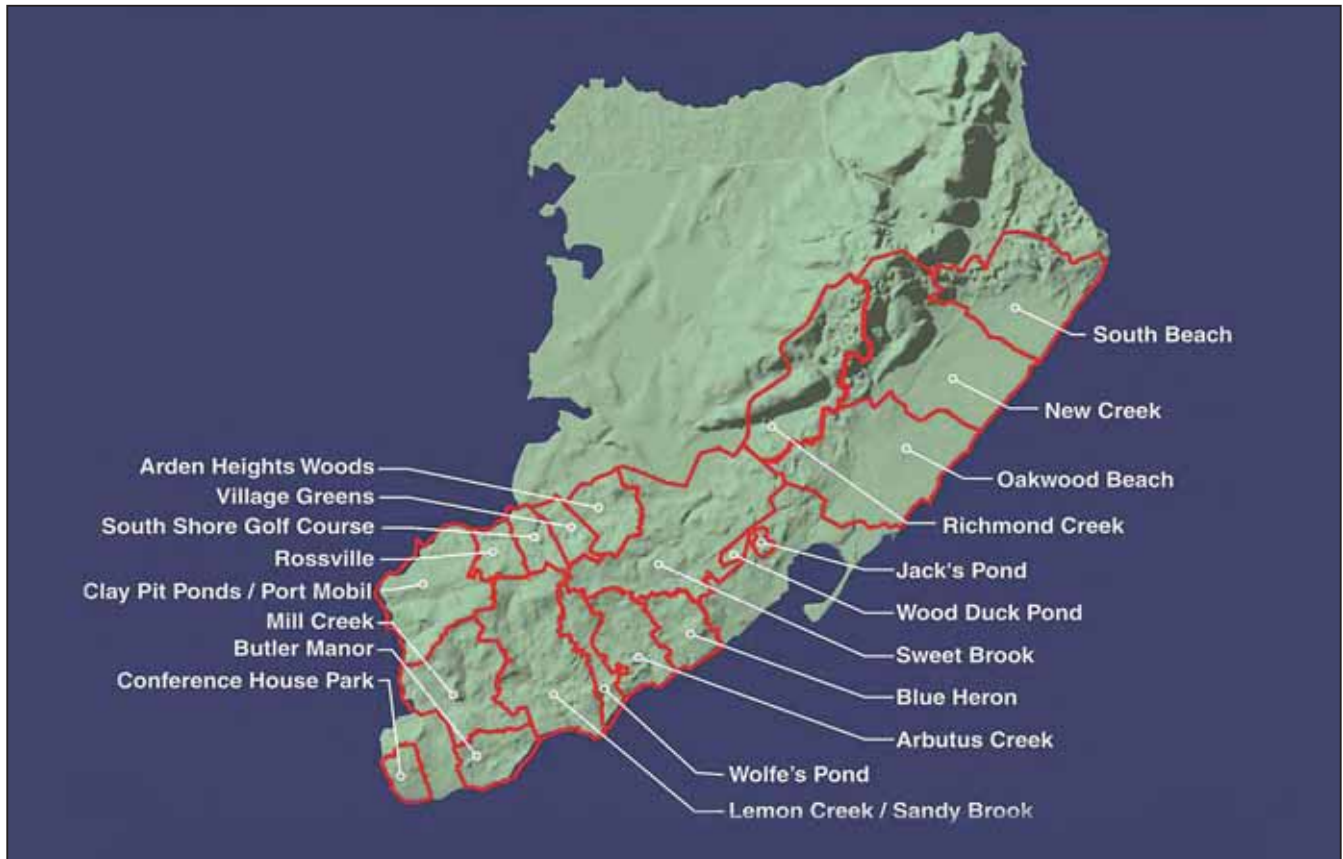 South Beach
New Creek
Oakwood Beach
Richmond Creek
Jack's Pond
Wood Duck Pond
Sweet Brook
Blue Heron
Arbutus Creek
Wolfe's Pond
Lemon Creek / Sandy Brook
Arden Heights Woods
Village Greens
South Shore Golf Course
Rossville
Clay Pit Ponds / Port Mobil
Mill Creek
Butler Manor
Conference House Park